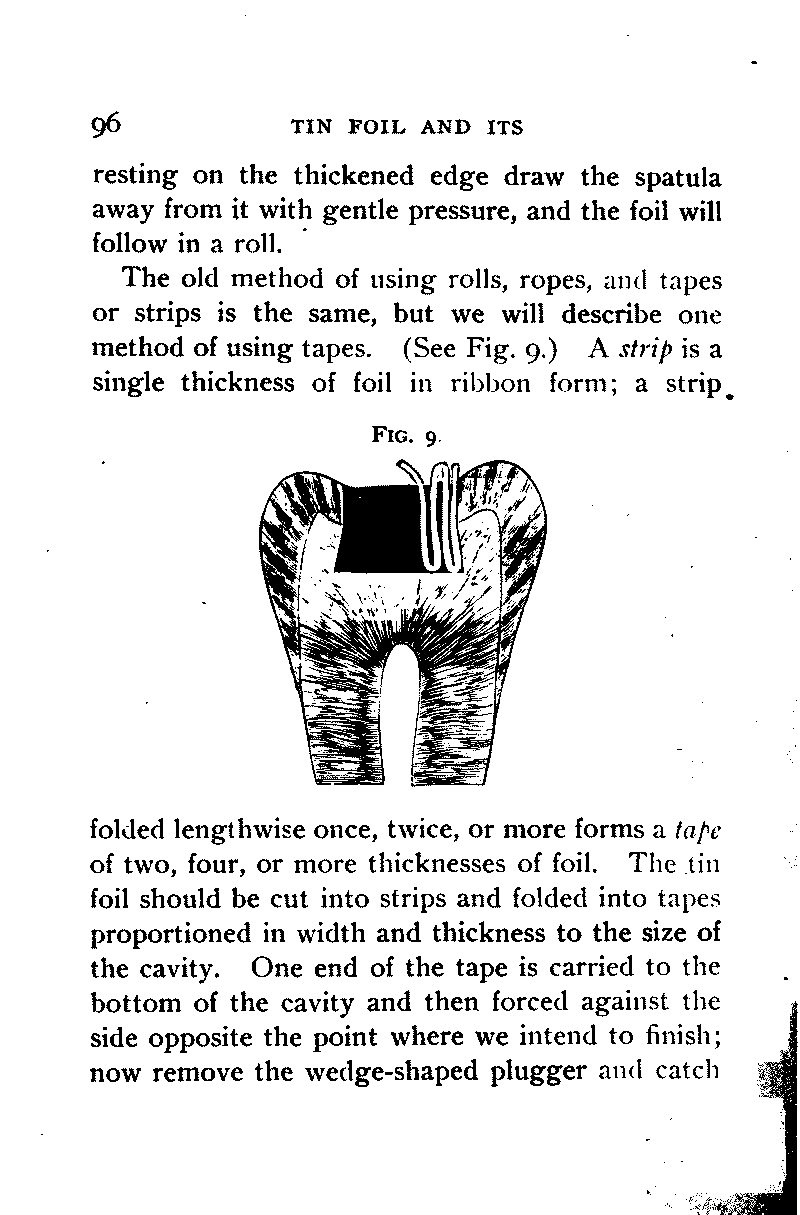 96 TIN FOIL AND ITS
resting on the thickened edge draw the spatula
away from it with gentle pressure, and the foil will
follow in a roll.
The old method of using rolls, ropes, and tapes
or strips is the same, but we will describe one
method of using tapes. (See Fig. 9.) A strip is a
single thickness of foil in ribbon form; a strip
FIG. 9.
folded lengthwise once, twice, or more forms a tape
of two, four, or more thicknesses of foil. The tin
foil should be cut into strips and folded into tapes
proportioned in width and thickness to the size of
the cavity. One end of the tape is carried to the
bottom of the cavity and then forced against the
side opposite the point where we intend to finish;
now remove the wedge-shaped plugger and catch